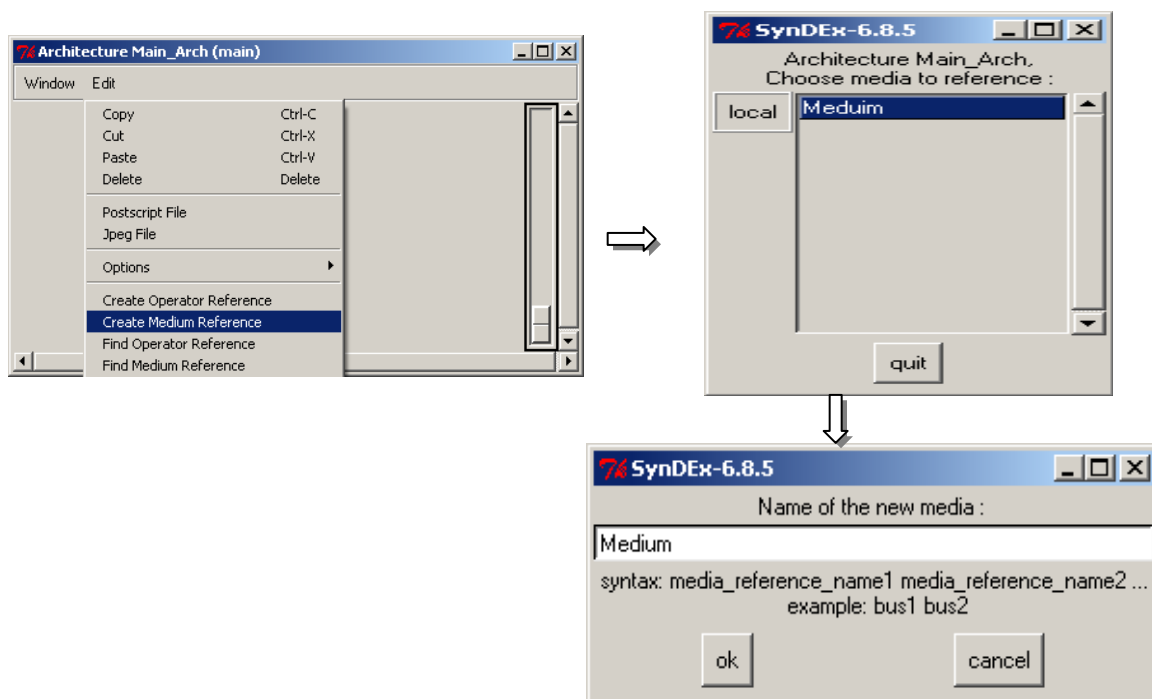 Architecture Main_Arch (main)
Window Edit
Copy Ctrl-C
Cut Ctrl-X
Paste Ctrl-V
Delete Delete
Postscript File
Jpeg File
Options
Create Operator Reference
Create Medium Reference
Find Operator Reference
Find Medium Reference
SynDEx-6.8.5
Architecture Main_Arch,
Choose media to reference :
local
Meduim
quit
SynDEx-6.8.5
Name of the new media :
Medium
syntax: media_reference_name1 media_reference_name2 ...
example: bus1 bus2
ok cancel